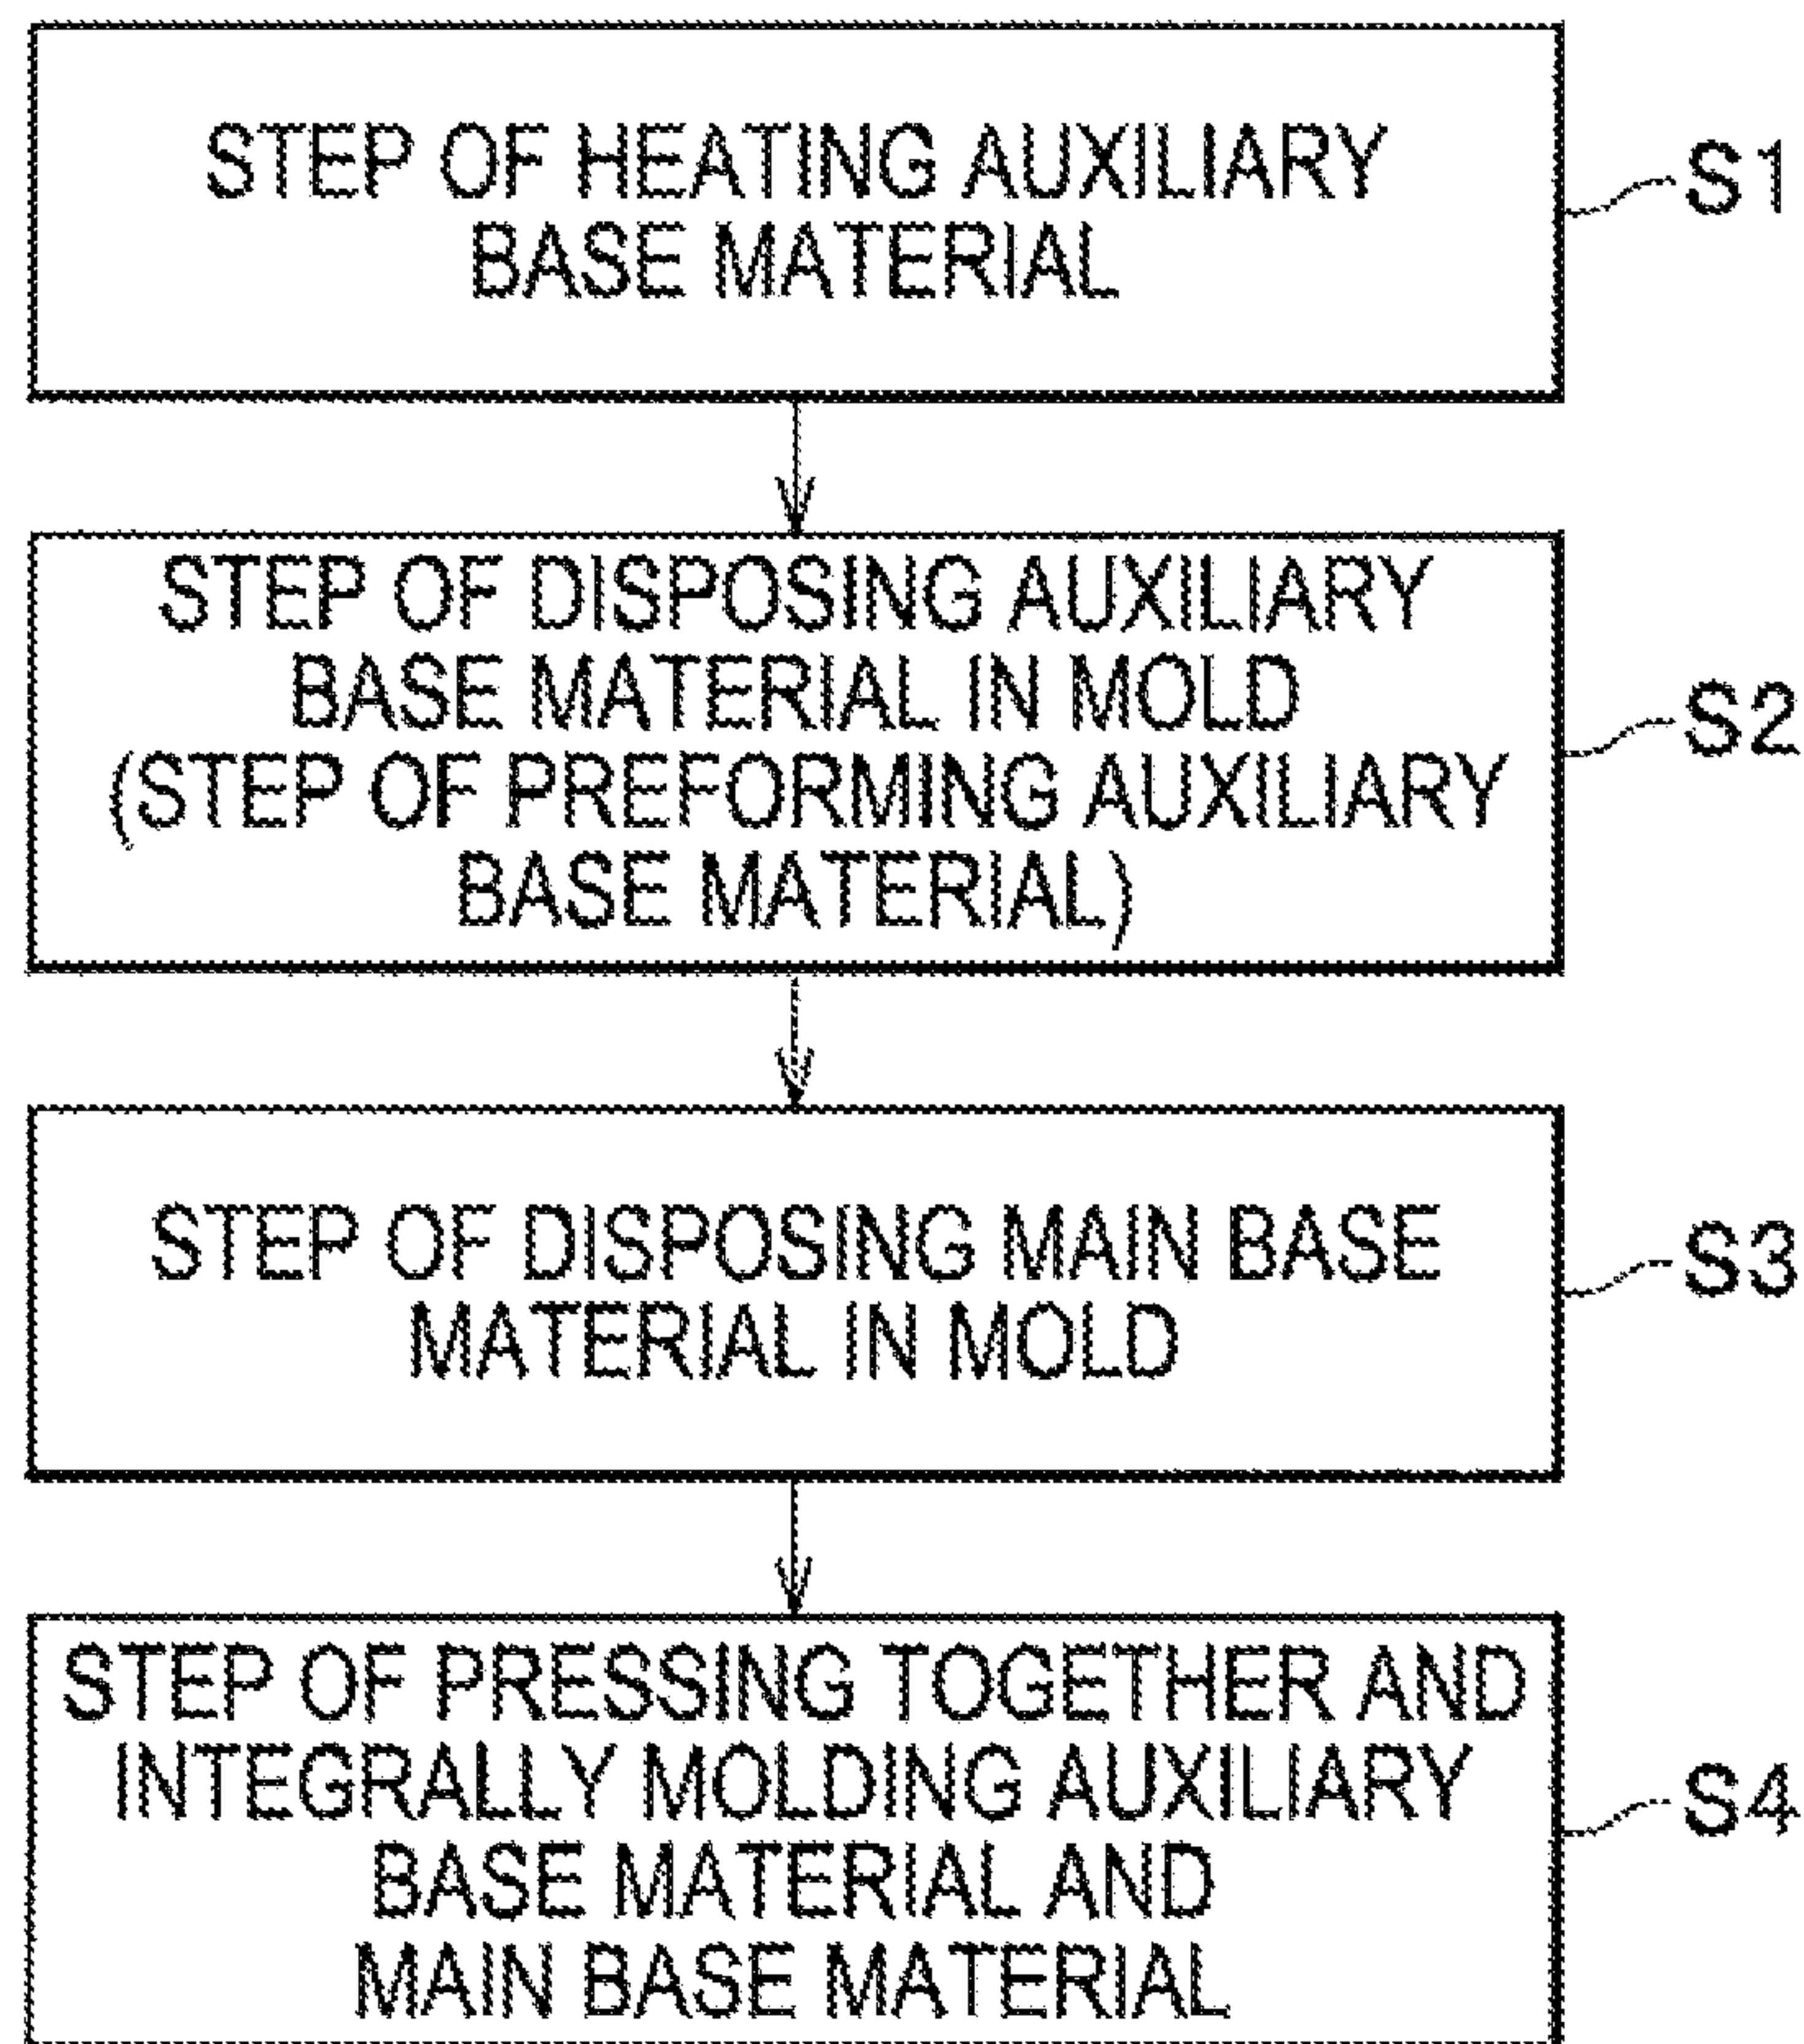 STEP OF HEATING AUXILIARY
BASE MATERIAL
S1
STEP OF DISPOSING AUXILIARY
BASE MATERIAL IN MOLD
(STEP OF PREFORMING AUXILIARY
BASE MATERIAL)
S2
STEP OF DISPOSING MAIN BASE
MATERIAL IN MOLD
S3
STEP OF PRESSING TOGETHER AND
INTEGRALLY MOLDING AUXILIARY
BASE MATERIAL AND
MAIN BASE MATERIAL
S4